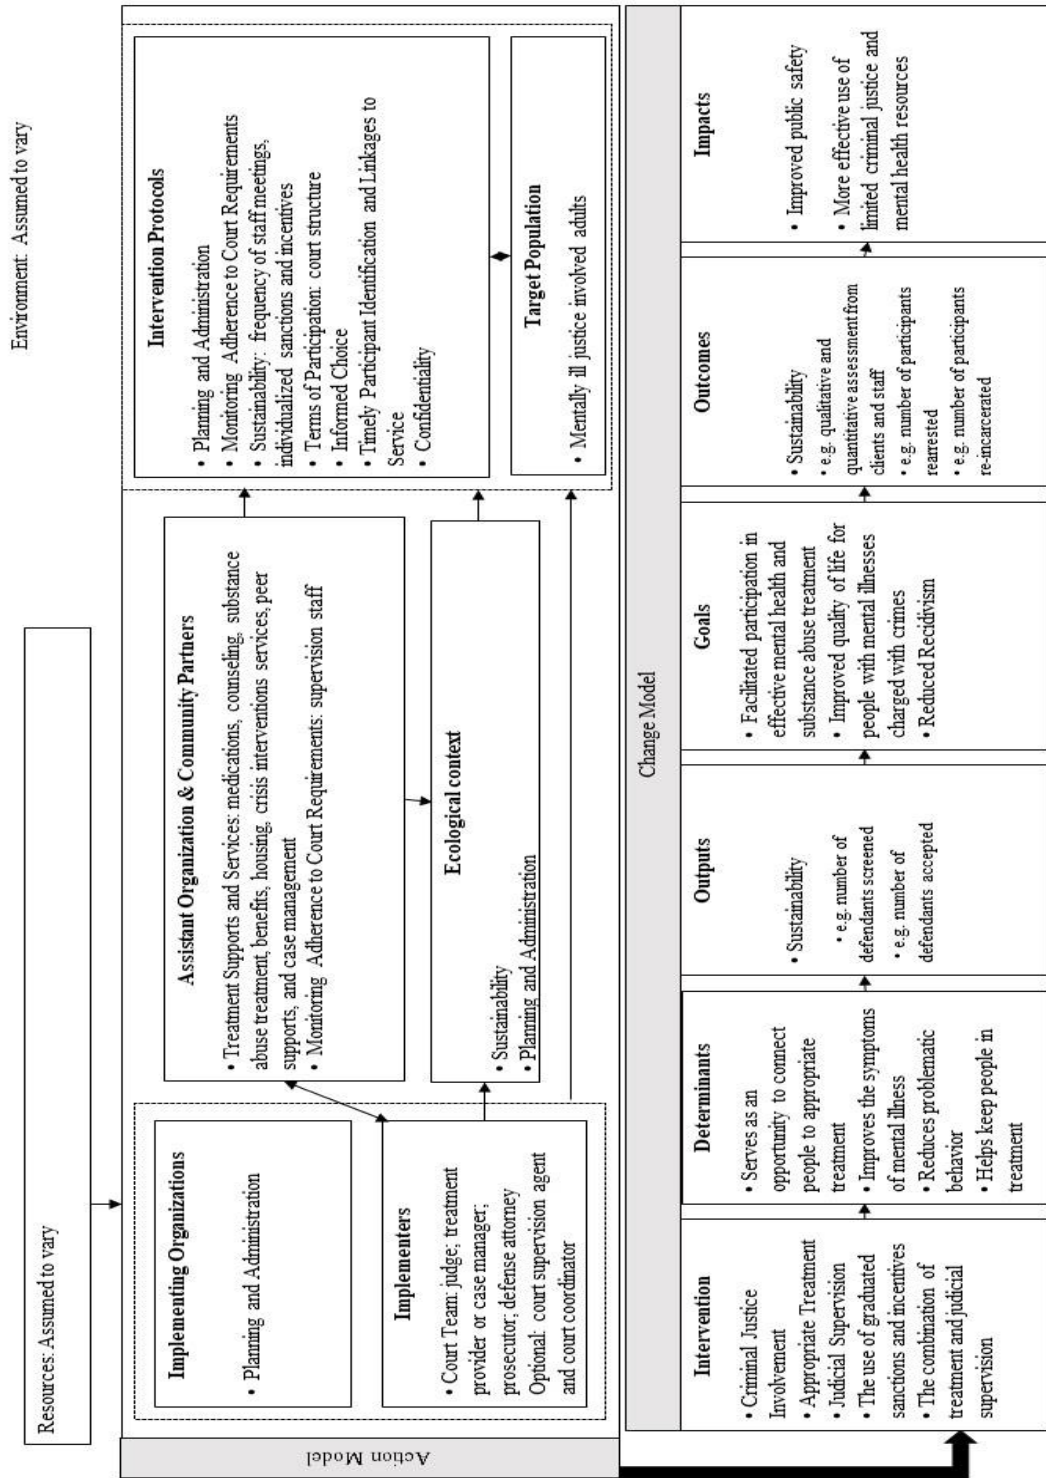 Resources: Assumed to vary
Environment: Assumed to vary
Action Model
Implementing Organizations
• Planning and Administration
Implementers
• Court Team: judge; treatment
provider or case manager;
prosecutor; defense attorney
Optional: court supervision agent
and court coordinator
Assistant Organization & Community Partners
• Treatment Supports and Services: medications, counseling, substance
abuse treatment, benefits, housing, crisis interventions services, peer
supports, and case management
• Monitoring Adherence to Court Requirements: supervision staff
Ecological context
• Sustainability
• Planning and Administration
Intervention Protocols
• Planning and Administration
• Monitoring Adherence to Court Requirements
• Sustainability: frequency of staff meetings,
individualized sanctions and incentives
• Terms of Participation: court structure
• Informed Choice
• Timely Participant Identification and Linkages to
Service
• Confidentiality
Target Population
• Mentally ill justice involved adults
Change Model
Intervention
• Criminal Justice
Involvement
• Appropriate Treatment
• Judicial Supervision
• The use of graduated
sanctions and incentives
• The combination of
treatment and judicial
supervision
Determinants
• Serves as an
opportunity to connect
people to appropriate
treatment
• Improves the symptoms
of mental illness
• Reduces problematic
behavior
• Helps keep people in
treatment
Outputs
• Sustainability
• e.g. number of
defendants screened
• e.g. number of
defendants accepted
Goals
• Facilitated participation in
effective mental health and
substance abuse treatment
• Improved quality of life for
people with mental illnesses
charged with crimes
• Reduced Recidivism
Outcomes
• Sustainability
• e.g. qualitative and
quantitative assessment from
clients and staff
• e.g. number of participants
rearrested
• e.g. number of participants
re-incarcerated
Impacts
• Improved public safety
• More effective use of
limited criminal justice and
mental health resources